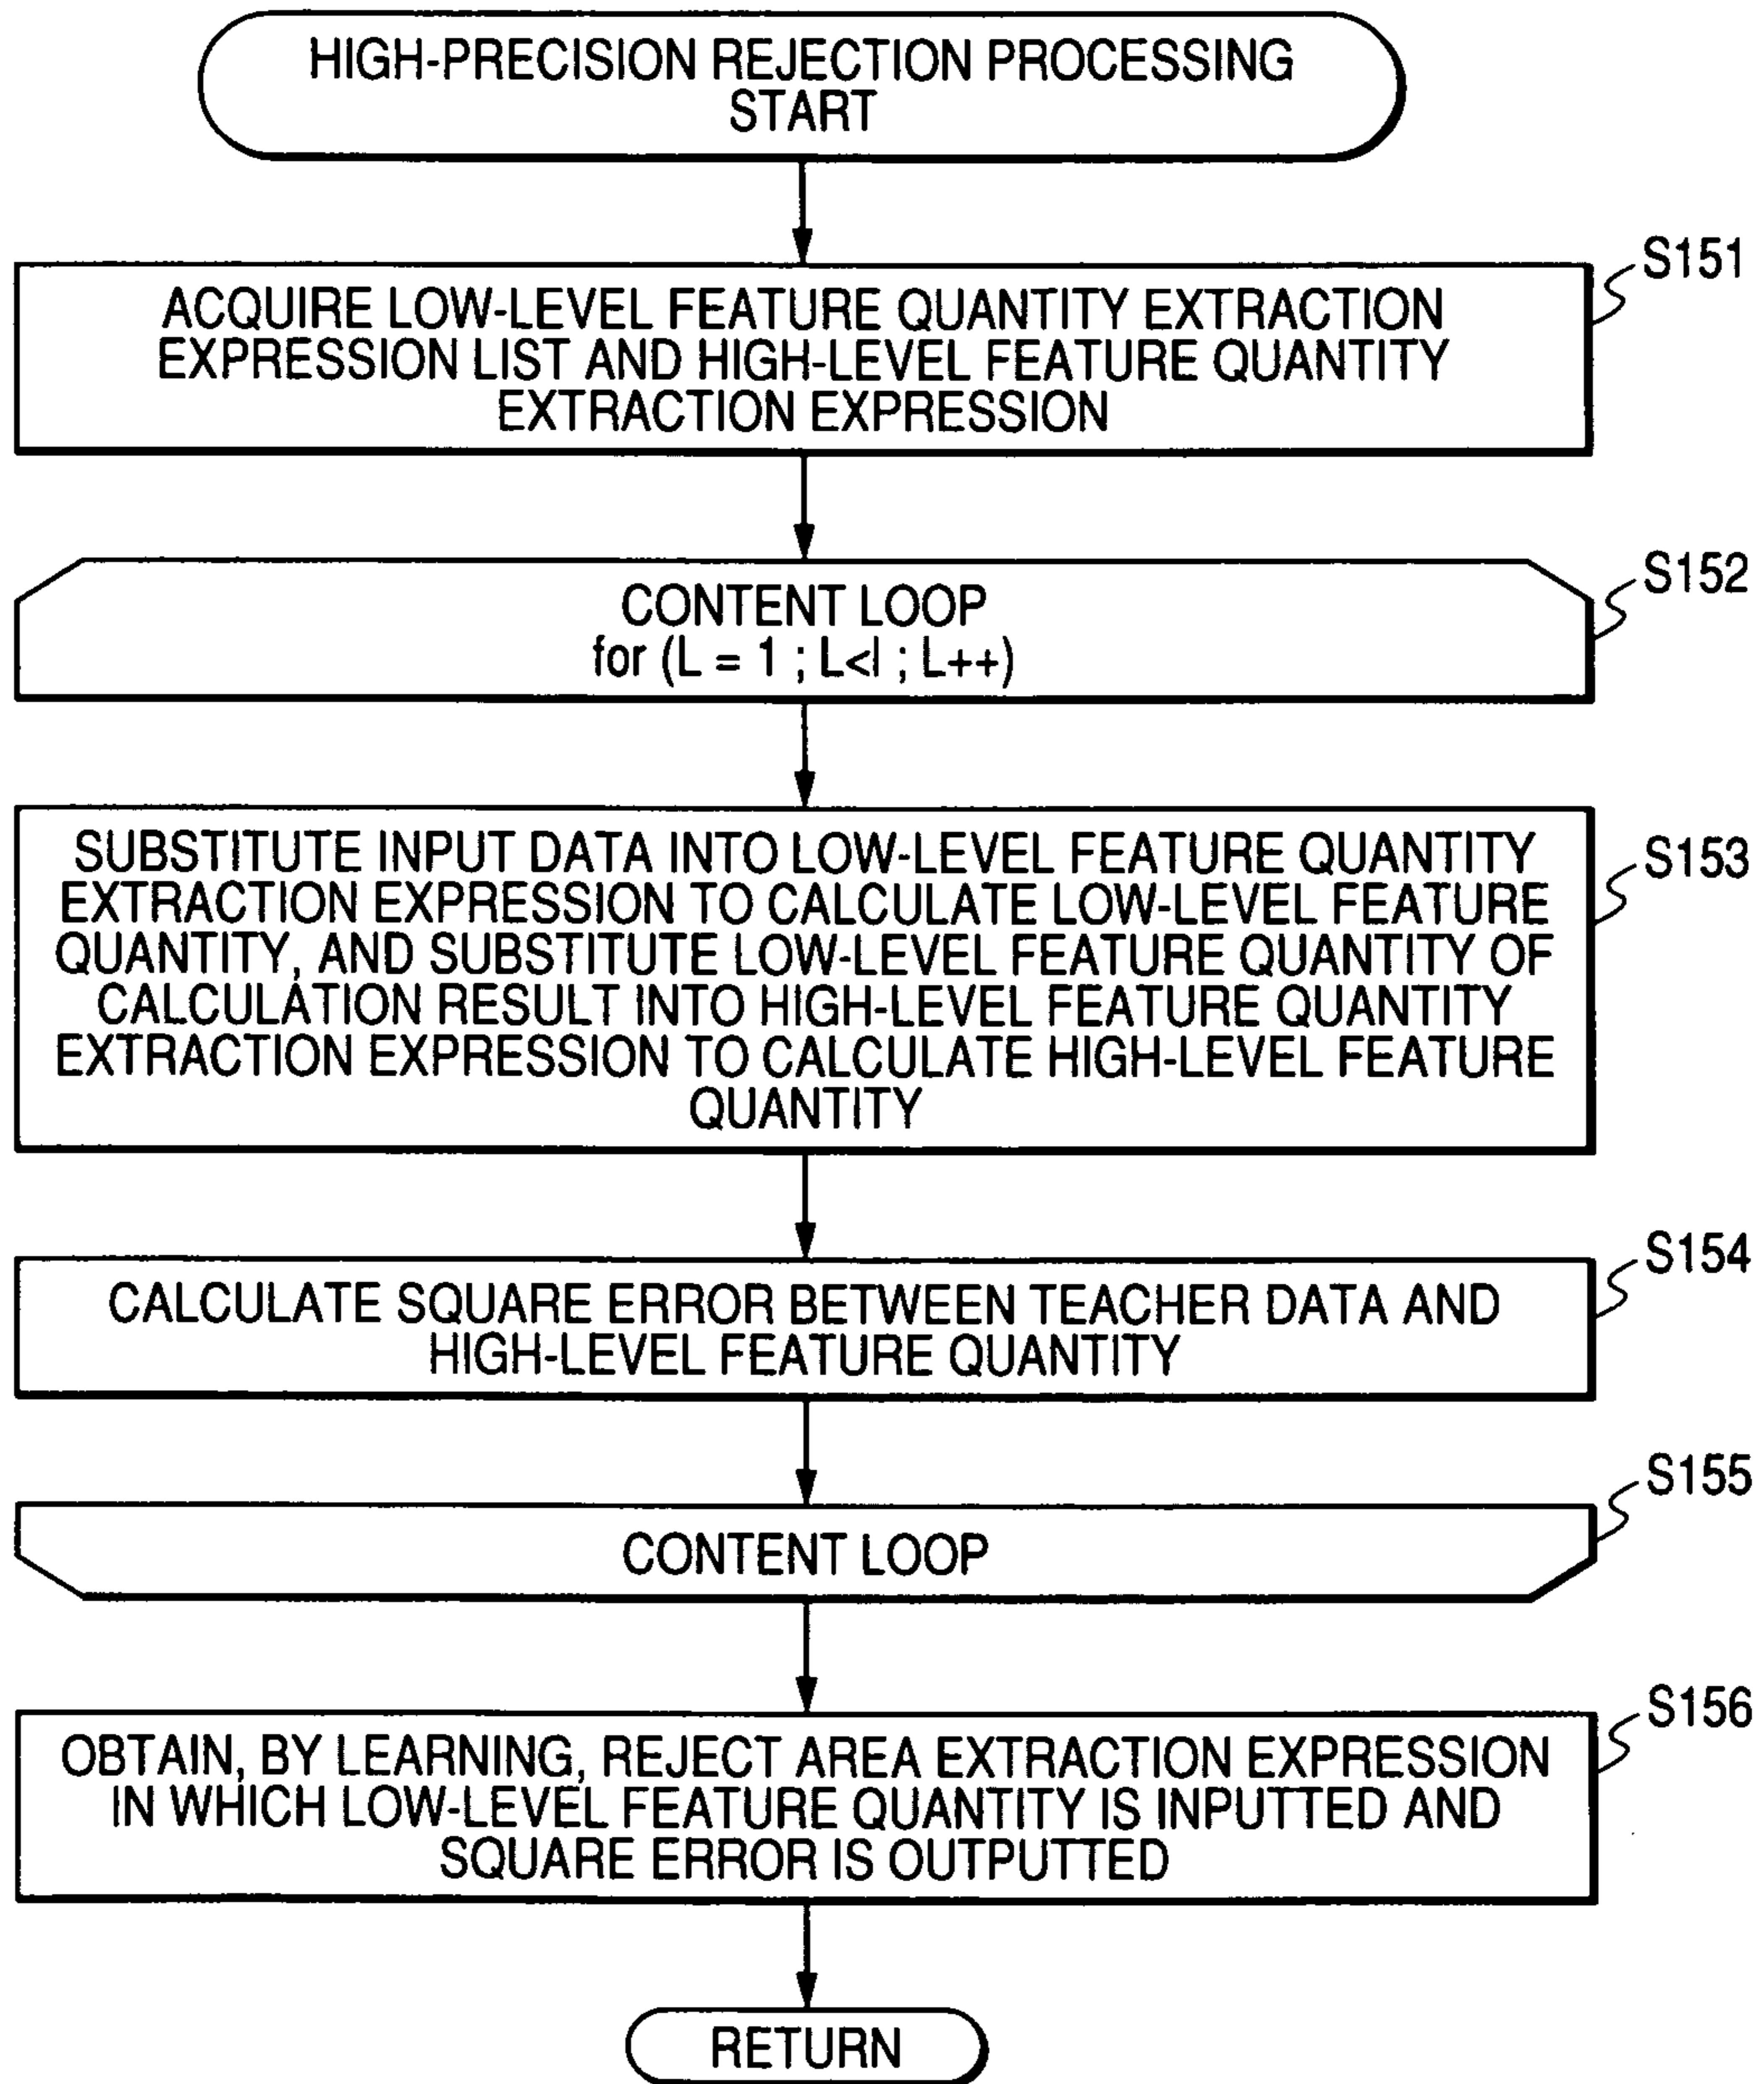 HIGH-PRECISION REJECTION PROCESSING
START
S151
ACQUIRE LOW-LEVEL FEATURE QUANTITY EXTRACTION
EXPRESSION LIST AND HIGH-LEVEL FEATURE QUANTITY
EXTRACTION EXPRESSION
S152
CONTENT LOOP
for (L = 1 ; L<l ; L++)
S153
SUBSTITUTE INPUT DATA INTO LOW-LEVEL FEATURE QUANTITY
EXTRACTION EXPRESSION TO CALCULATE LOW-LEVEL FEATURE
QUANTITY, AND SUBSTITUTE LOW-LEVEL FEATURE QUANTITY OF
CALCULATION RESULT INTO HIGH-LEVEL FEATURE QUANTITY
EXTRACTION EXPRESSION TO CALCULATE HIGH-LEVEL FEATURE
QUANTITY
S154
CALCULATE SQUARE ERROR BETWEEN TEACHER DATA AND
HIGH-LEVEL FEATURE QUANTITY
S155
CONTENT LOOP
S156
OBTAIN, BY LEARNING, REJECT AREA EXTRACTION EXPRESSION
IN WHICH LOW-LEVEL FEATURE QUANTITY IS INPUTTED AND
SQUARE ERROR IS OUTPUTTED
RETURN